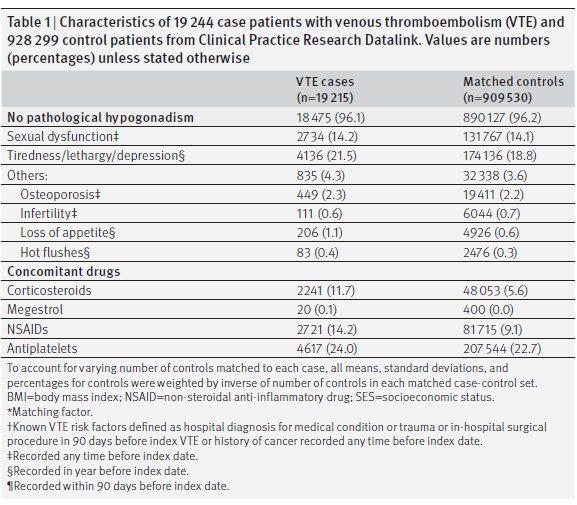 Table 1 | Characteristics of 19 244 case patients with venous thromboembolism (VTE) and
928 299 control patients from Clinical Practice Research Datalink. Values are numbers
(percentages) unless stated otherwise
VTE cases Matched controls
(n=19 215) (n=909 530)
No pathological hypogonadism 18 475 (96.1) 890 127 (96.2)
Sexual dysfunction‡ 2734 (14.2) 131 767 (14.1)
Tiredness/lethargy/depression§ 4136 (21.5) 174 136 (18.8)
Others: 835 (4.3) 32 338 (3.6)
Osteoporosis‡ 449 (2.3) 19 411 (2.2)
Infertility‡ 111 (0.6) 6044 (0.7)
Loss of appetite§ 206 (1.1) 4926 (0.6)
Hot flushes§ 83 (0.4) 2476 (0.3)
Concomitant drugs
Corticosteroids 2241 (11.7) 48 053 (5.6)
Megestrol 20 (0.1) 400 (0.0)
NSAIDs 2721 (14.2) 81 715 (9.1)
Antiplatelets 4617 (24.0) 207 544 (22.7)
To account for varying number of controls matched to each case, all means, standard deviations, and
percentages for controls were weighted by inverse of number of controls in each matched case-control set.
BMI=body mass index; NSAID=non-steroidal anti-inflammatory drug; SES=socioeconomic status.
*Matching factor.
†Known VTE risk factors defined as hospital diagnosis for medical condition or trauma or in-hospital surgical
procedure in 90 days before index VTE or history of cancer recorded any time before index date.
‡Recorded any time before index date.
§Recorded in year before index date.
¶Recorded within 90 days before index date.